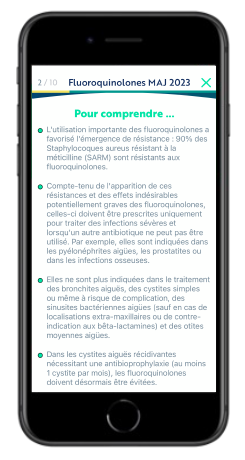 2 / 10 Fluoroquinolones MAJ 2023
Pour comprendre ...
L'utilisation importante des fluoroquinolones a
favorisé l'émergence de résistance : 90% des
Staphylocoques aureus résistant à la
méticiline (SARM) sont résistants aux
fluoroquinolones.
Compte-tenu de l'apparition de ces
résistances et des effets indésirables
potentiellement graves des fluoroquinolones,
celles-ci doivent être prescrites uniquement
pour traiter des infections sévères et
lorsqu'un autre antibiotique ne peut pas être
utilisé. Par exemple, elles sont indiquées dans
les pyélonéphrites aigües, les prostatites ou
dans les infections osseuses.
Elles ne sont plus indiquées dans le traitement
des bronchites aiguës, des cystites simples
ou même à risque de complication, des
sinusites bactériennes aigües (sauf en cas de
localisations extra-maxillaires ou de contre-
indication aux bêta-lactamines) et des otites
moyennes aiguës.
Dans les cystites aiguës récidivantes
nécessitant une antibioprophylaxie (au moins
1 cystite par mois), les fluoroquinolones
doivent désormais être évitées.